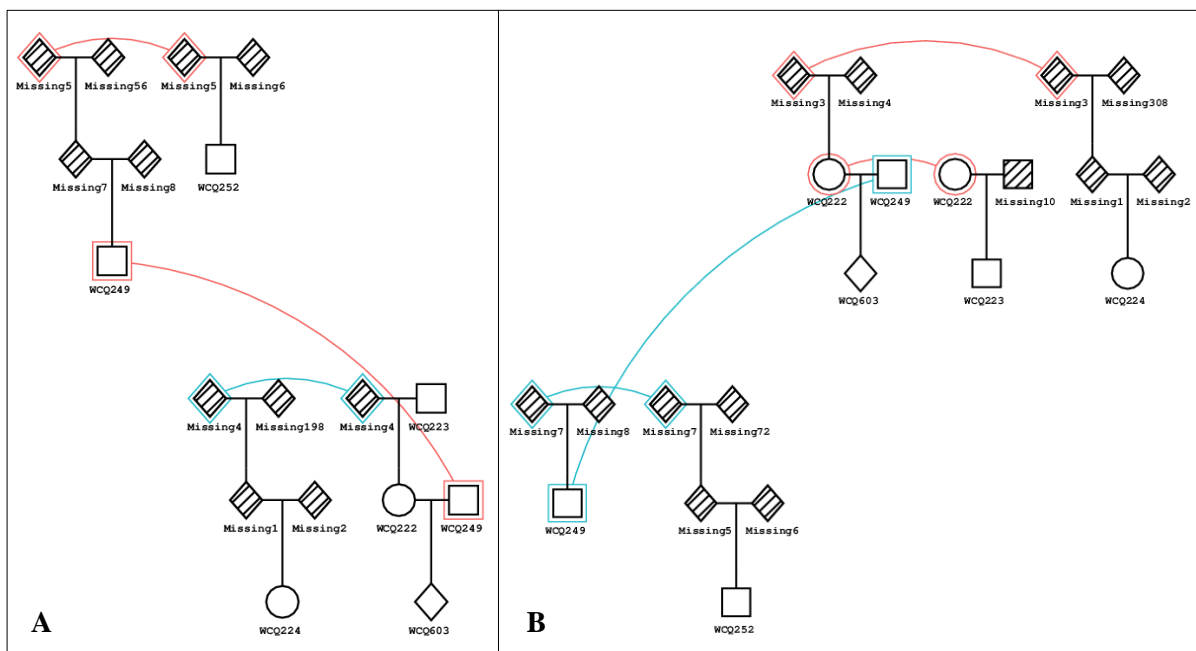 Missing5 Missing56 Missing5 Missing6
Missing7 Missing8 WCQ252
WCQ249
Missing4 Missing198 Missing4 WCQ223
Missing1 Missing2 WCQ222 WCQ249
WCQ224 WCQ603
A
Missing3 Missing4 Missing3 Missing308
WCQ222 WCQ249 WCQ222 Missing10 Missing1 Missing2
WCQ603 WCQ223 WCQ224
Missing7 Missing8 Missing7 Missing72
WCQ249 Missing5 Missing6
WCQ252
B